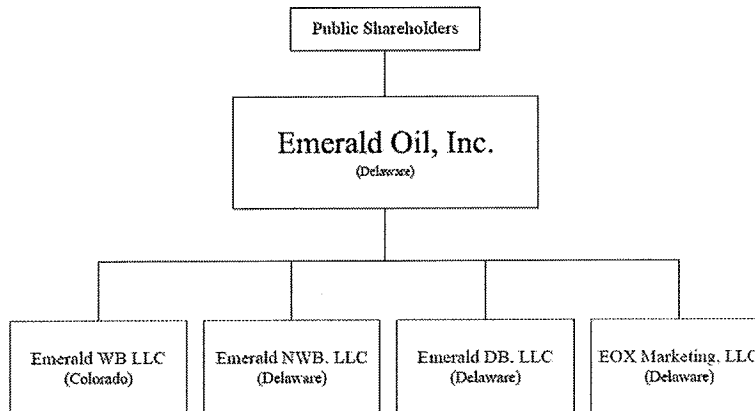 Public Shareholders
Emerald Oil, Inc.
(Delaware)
Emerald WB LLC
(Colorado)
Emerald NWB, LLC
(Delaware)
Emerald DB, LLC
(Delaware)
EOX Marketing, LLC
(Delaware)